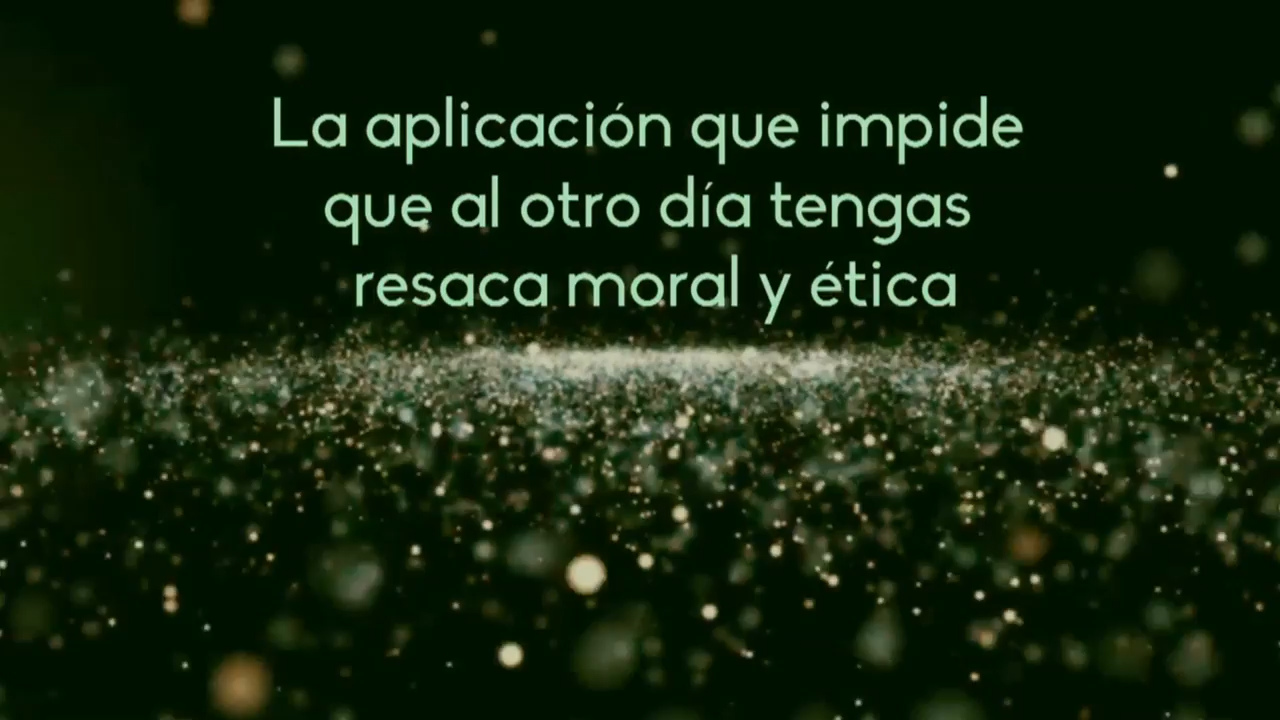 La aplicación que impide
que al otro día tengas
resaca moral y ética